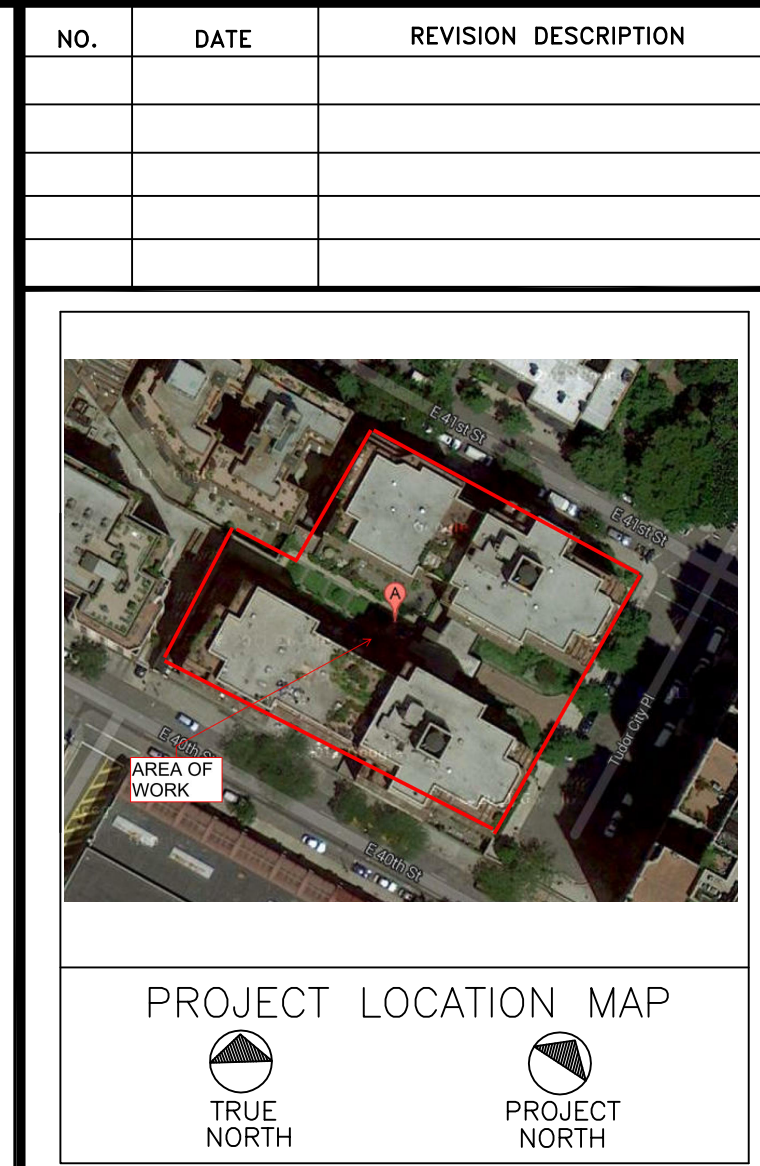 NO. DATE REVISION DESCRIPTION
E 41st St
E 41st St
A
Tudor City Pl
E 40th St
AREA OF
WORK
E 40th St
PROJECT LOCATION MAP
TRUE
NORTH
PROJECT
NORTH